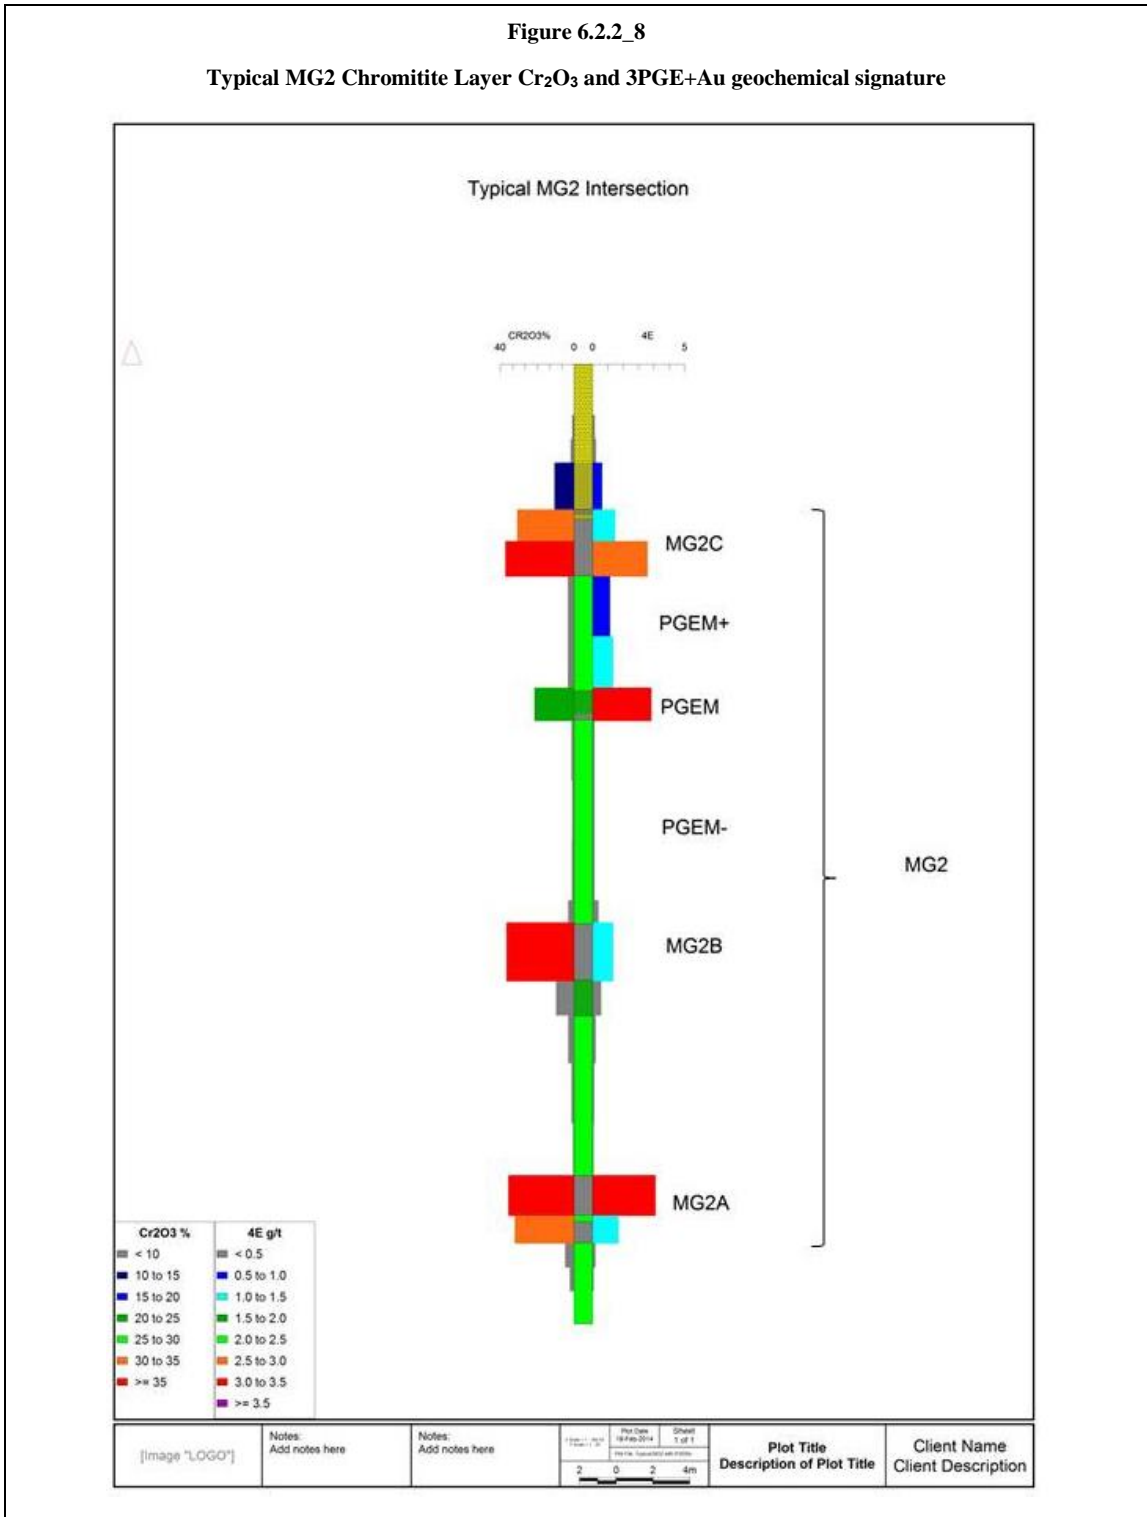 Figure 6.2.2_8
Typical MG2 Chromitite Layer Cr₂O₃ and 3PGE+Au geochemical signature
Typical MG2 Intersection
CR2O3% 4E
40 0 0 5
MG2C
PGEM+
PGEM
PGEM-
MG2
MG2B
MG2A
Cr2O3 % 4E g/t
< 10 < 0.5
10 to 15 0.5 to 1.0
15 to 20 1.0 to 1.5
20 to 25 1.5 to 2.0
25 to 30 2.0 to 2.5
30 to 35 2.5 to 3.0
>= 35 3.0 to 3.5
>= 3.5
[Image "LOGO"]
Notes:
Add notes here
Notes:
Add notes here
Plot Date
18-Feb-2014
Sheet
1 of 1
2 0 2 4m
Plot Title
Description of Plot Title
Client Name
Client Description